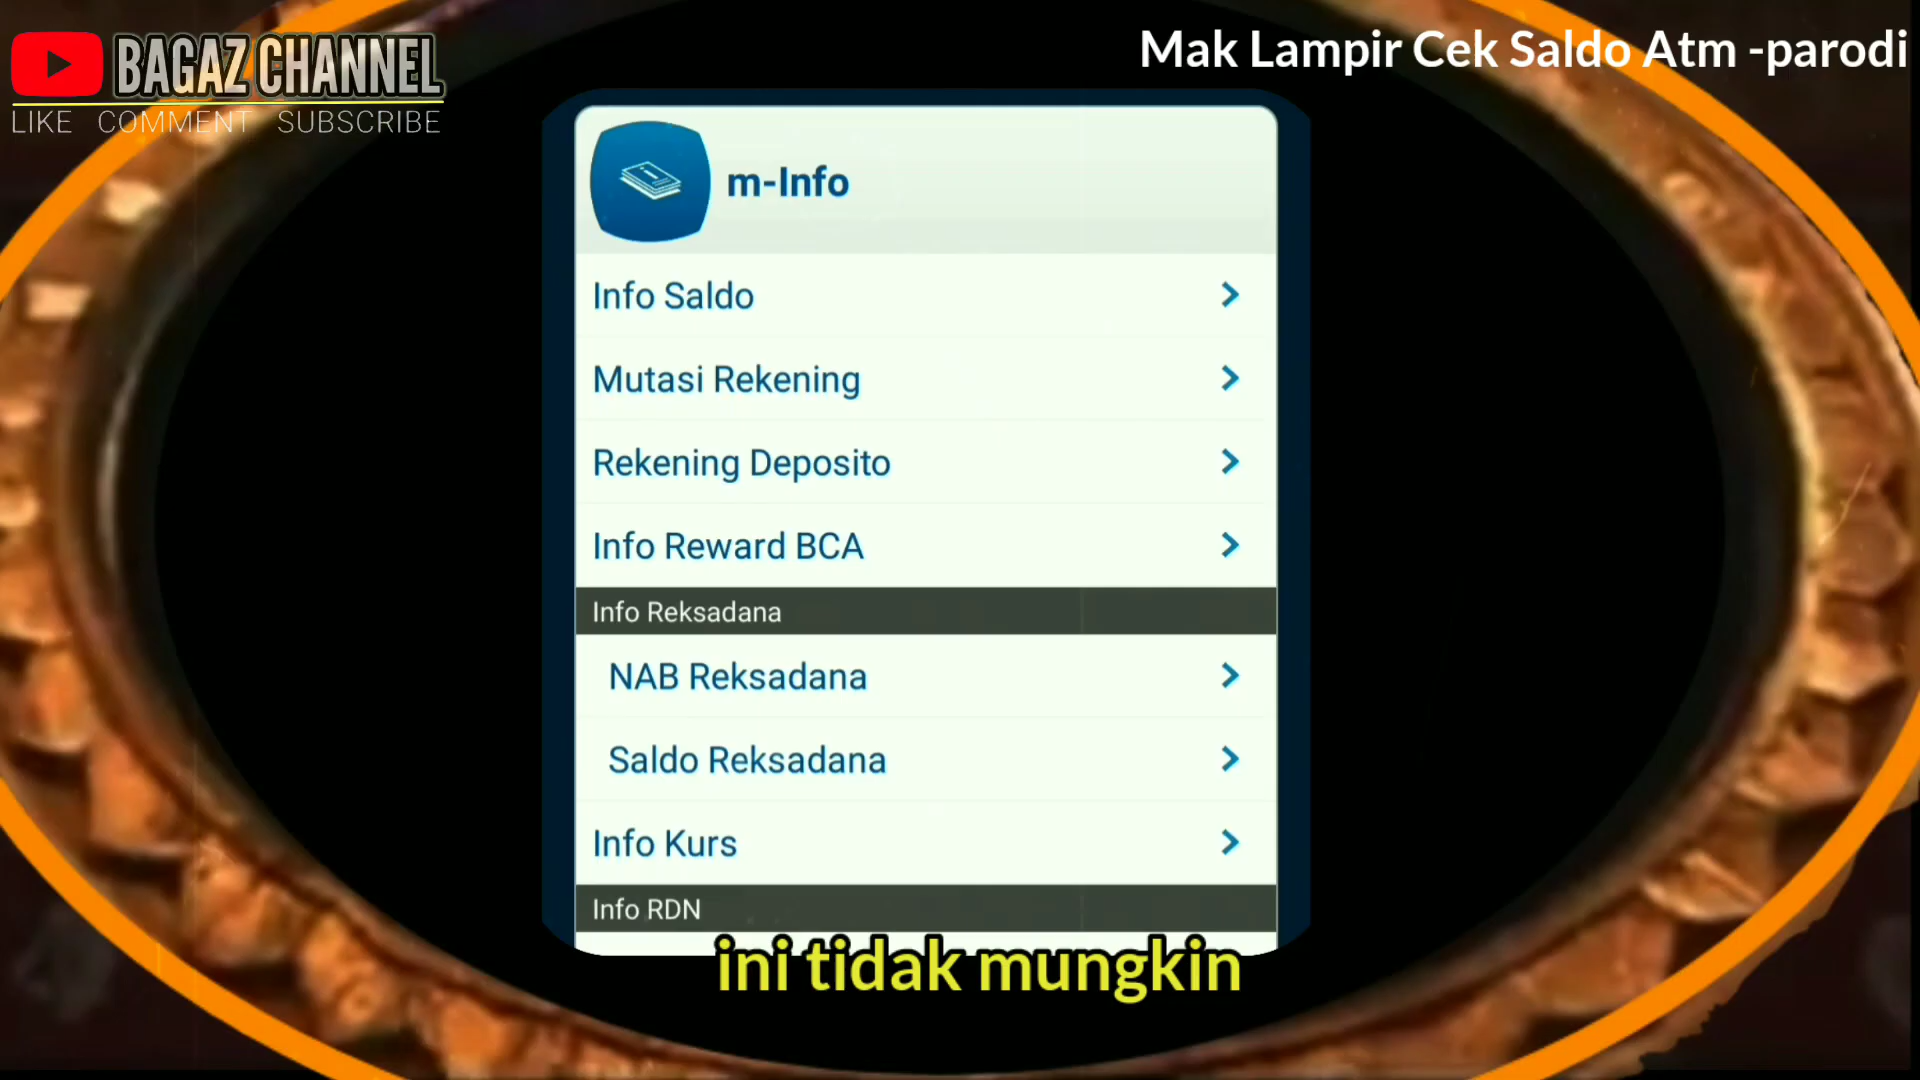 BAGAZ CHANNEL
LIKE COMMENT SUBSCRIBE
Mak Lampir Cek Saldo Atm -parodi
m-Info
Info Saldo
Mutasi Rekening
Rekening Deposito
Info Reward BCA
Info Reksadana
NAB Reksadana
Saldo Reksadana
Info Kurs
Info RDN
ini tidak mungkin